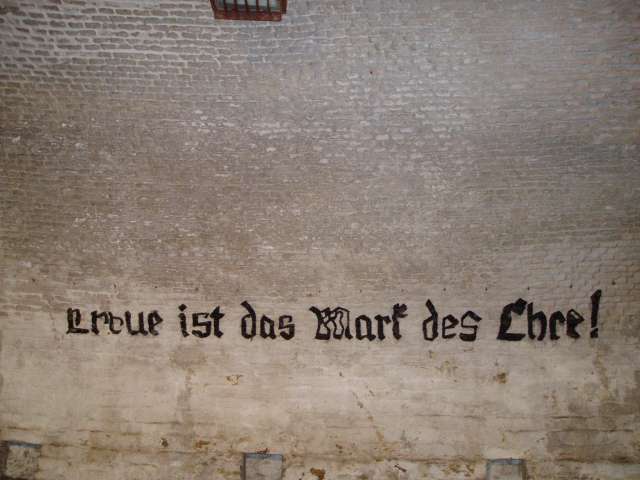 Treue ist das Mark des Ehre!